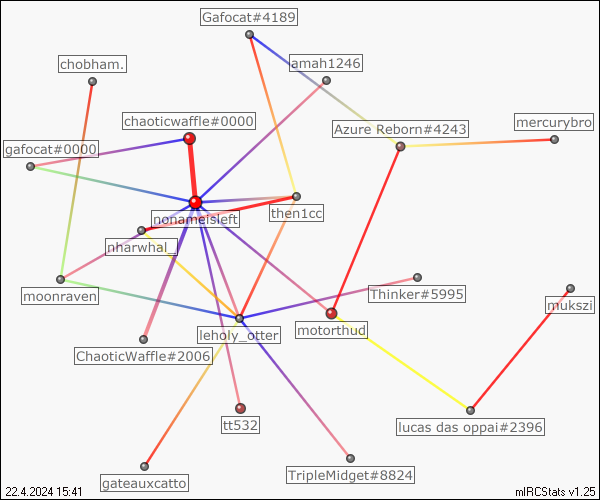 Gafocat#4189
amah1246
chobham.
chaoticwaffle#0000
Azure Reborn#4243
mercurybro
gafocat#0000
nonameisleft
then1cc
nharwhal_
moonraven
Thinker#5995
mukszi
leholy_otter
motorthud
ChaoticWaffle#2006
tt532
lucas das oppai#2396
gateauxcatto
TripleMidget#8824
22.4.2024 15:41
mIRCStats v1.25